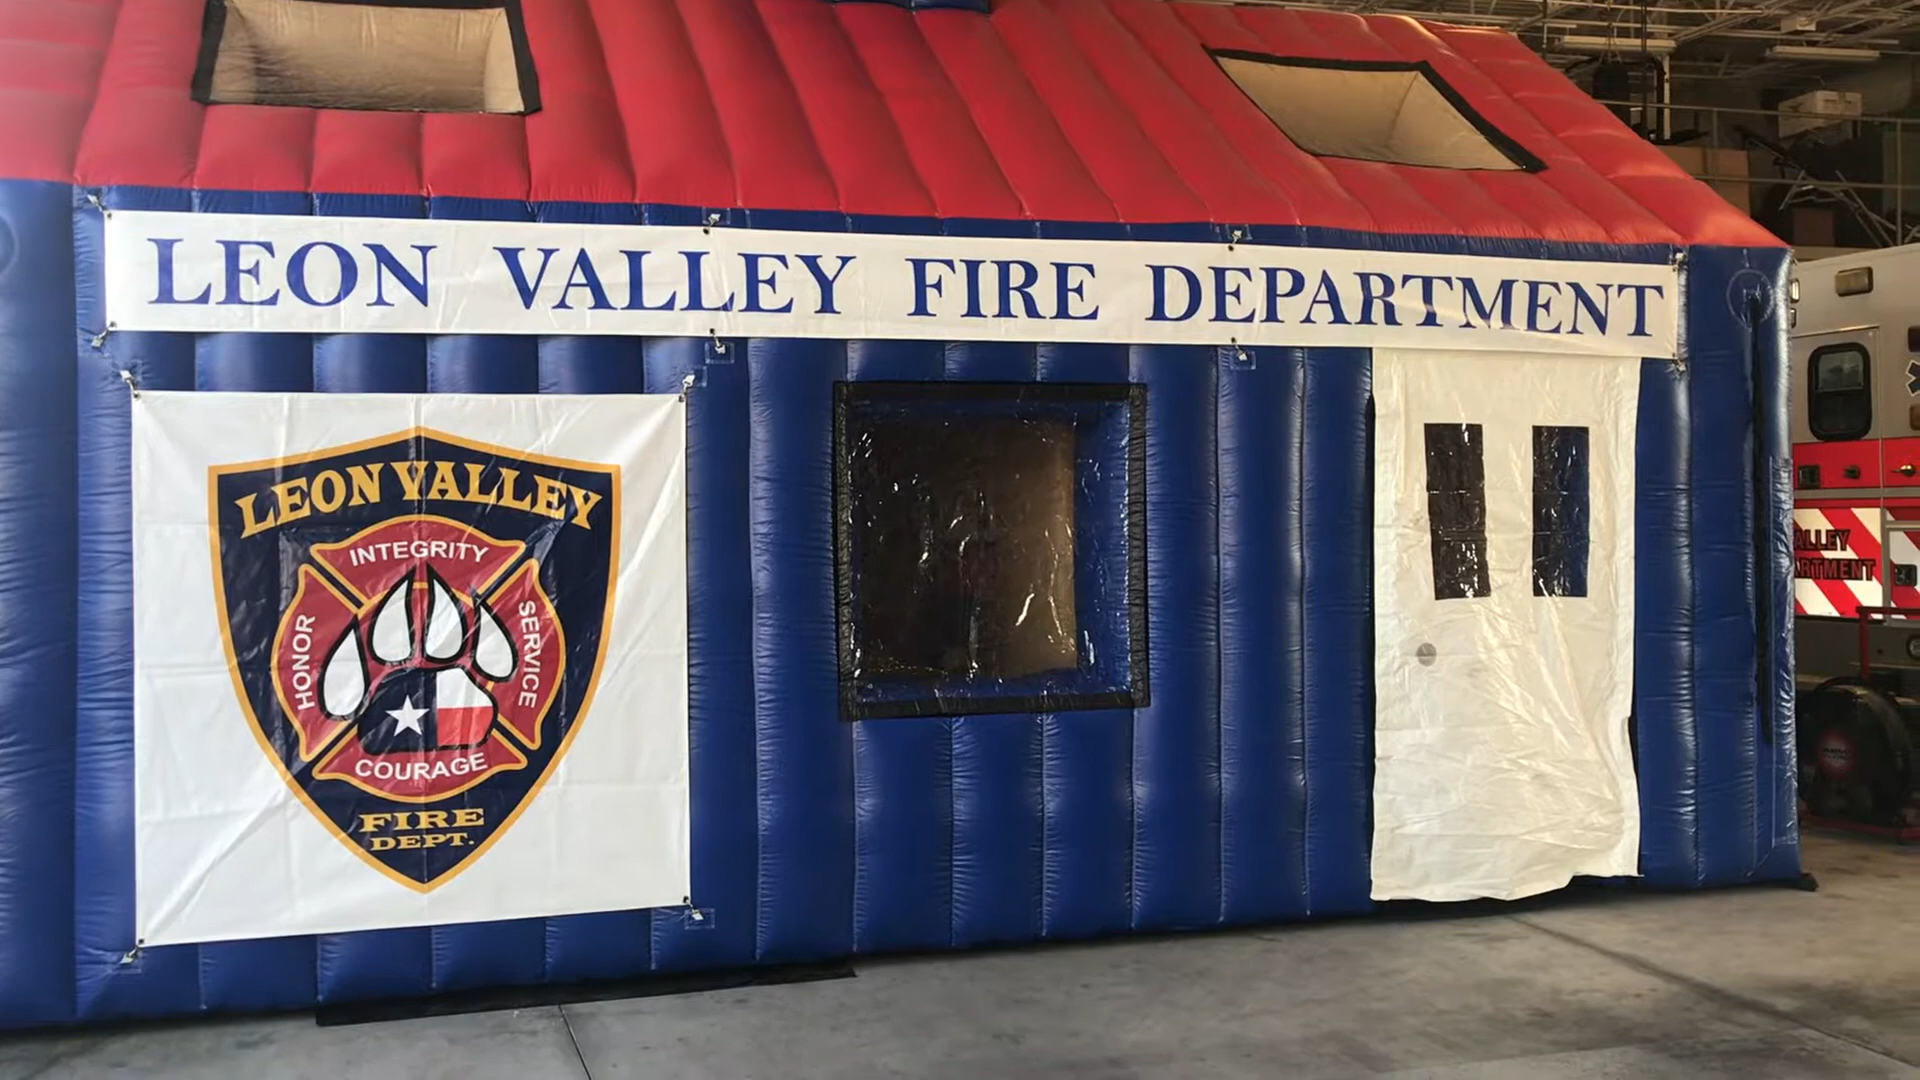 LEON VALLEY FIRE DEPARTMENT
LEON VALLEY
INTEGRITY
HONOR
SERVICE
COURAGE
FIRE
DEPT.
ALLEY
ARTMENT